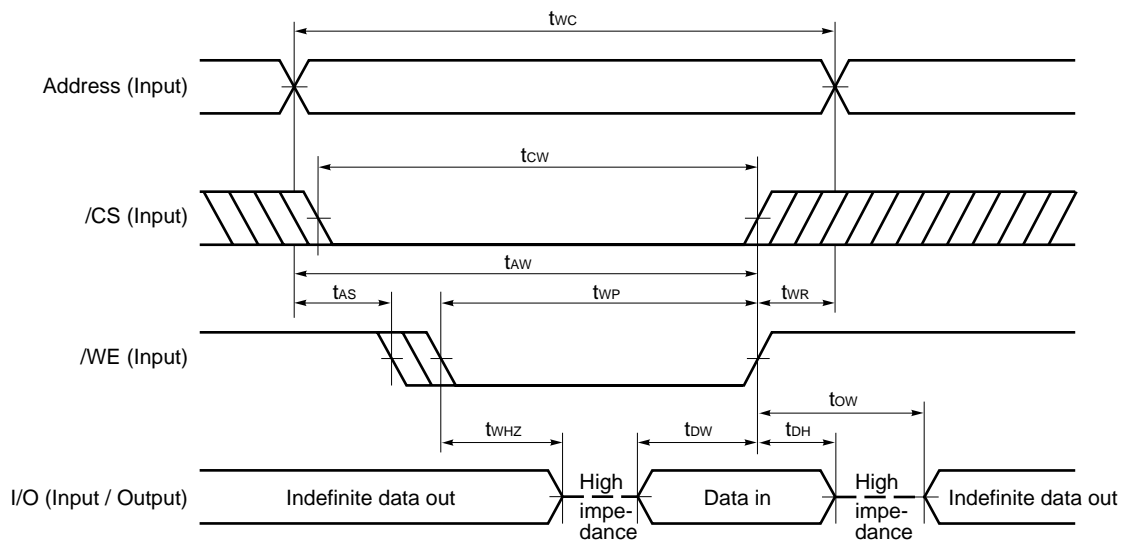 tWC
Address (Input)
tCW
/CS (Input)
tAW
tAS
tWP
tWR
/WE (Input)
tOW
tWHZ
tDW
tDH
I/O (Input / Output)
Indefinite data out
High
impe-
dance
Data in
High
impe-
dance
Indefinite data out